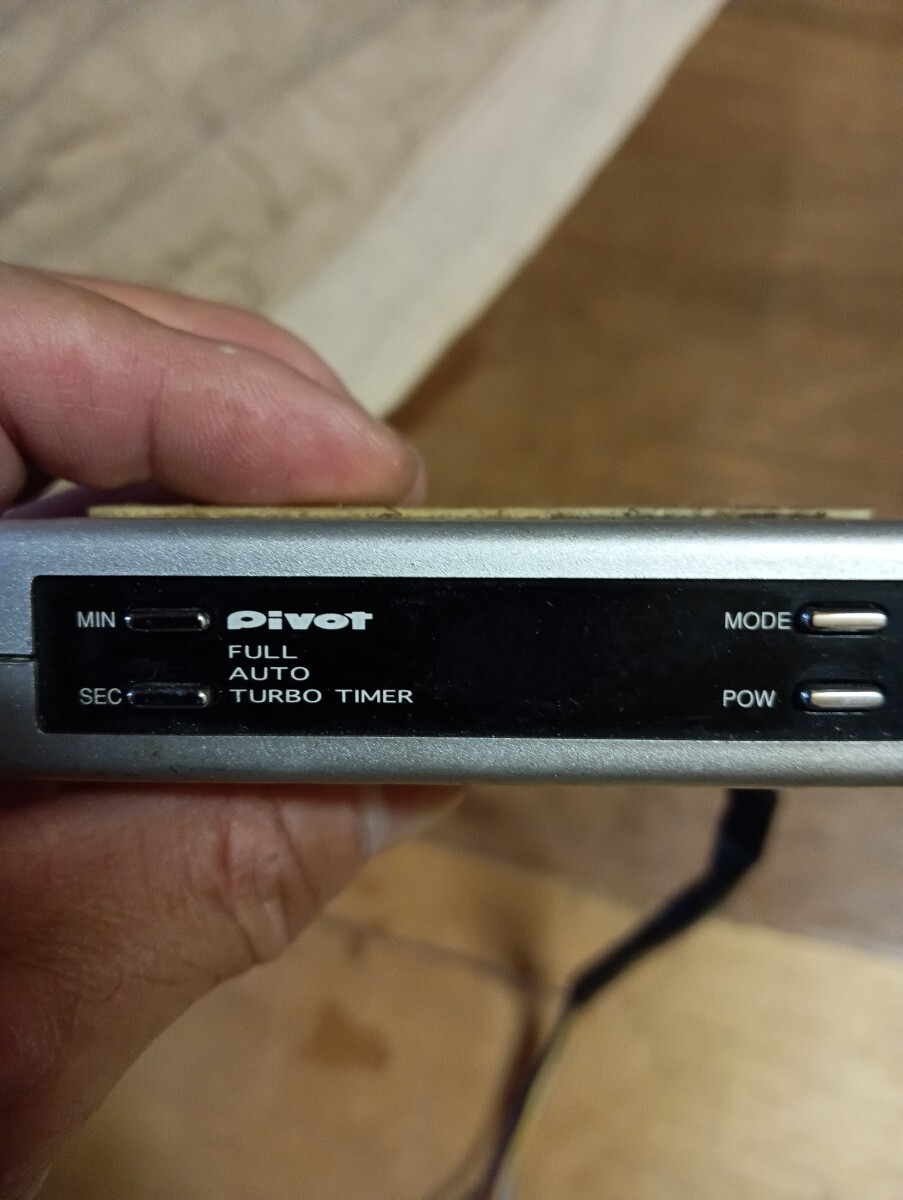 MIN
Pivot
FULL
AUTO
SEC
TURBO TIMER
MODE
POW